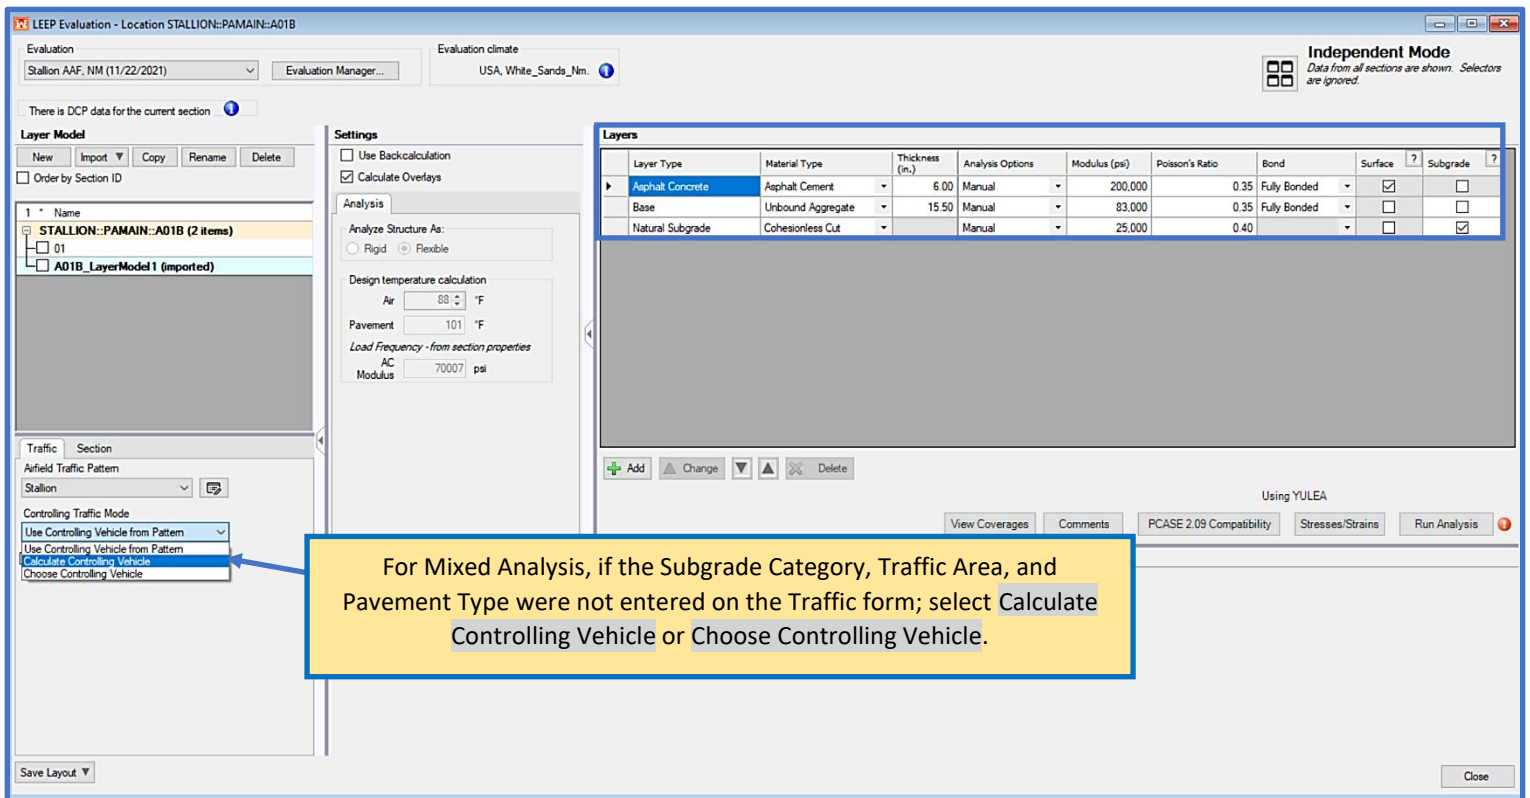 LEEP Evaluation - Location STALLION::PAMAIN::A01B
Evaluation
Stallion AAF, NM (11/22/2021)
Evaluation Manager...
Evaluation climate
USA, White_Sands_Nm.
Independent Mode
Data from all sections are shown. Selectors
are ignored.
There is DCP data for the current section
Layer Model
New Import Copy Rename Delete
Order by Section ID
1 * Name
STALLION::PAMAIN::A01B (2 items)
01
A01B_LayerModel1 (imported)
Settings
Use Backcalculation
Calculate Overlays
Analysis
Analyze Structure As:
Rigid Flexible
Design temperature calculation
Air 88 °F
Pavement 101 °F
Load Frequency - from section properties
AC
Modulus 70007 psi
Layers
Layer Type Material Type Thickness (in.) Analysis Options Modulus (psi) Poisson's Ratio Bond Surface ? Subgrade ?
Asphalt Concrete Asphalt Cement 6.00 Manual 200,000 0.35 Fully Bonded
Base Unbound Aggregate 15.50 Manual 83,000 0.35 Fully Bonded
Natural Subgrade Cohesionless Cut Manual 25,000 0.40
Add Change Delete
Using YULEA
View Coverages Comments PCASE 2.09 Compatibility Stresses/Strains Run Analysis
Traffic Section
Airfield Traffic Pattern
Stallion
Controlling Traffic Mode
Use Controlling Vehicle from Pattern
Use Controlling Vehicle from Pattern
Calculate Controlling Vehicle
Choose Controlling Vehicle
For Mixed Analysis, if the Subgrade Category, Traffic Area, and
Pavement Type were not entered on the Traffic form; select Calculate
Controlling Vehicle or Choose Controlling Vehicle.
Save Layout
Close